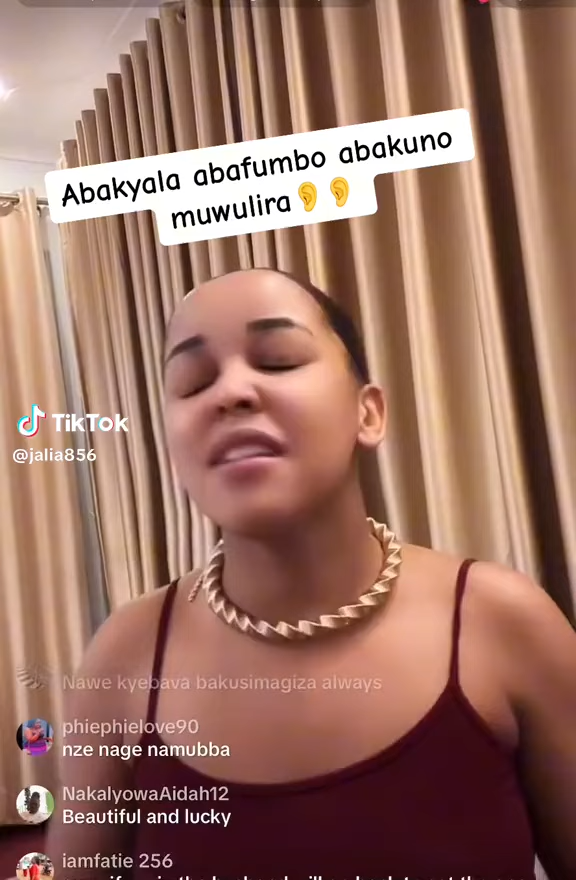 Abakyala abafumbo abakuno
muwulira👂👂
TikTok
@jalia856
Nawe kyebava bakusimagiza always
phiephielove90
nze nage namubba
NakalyowaAidah12
Beautiful and lucky
iamfatie 256